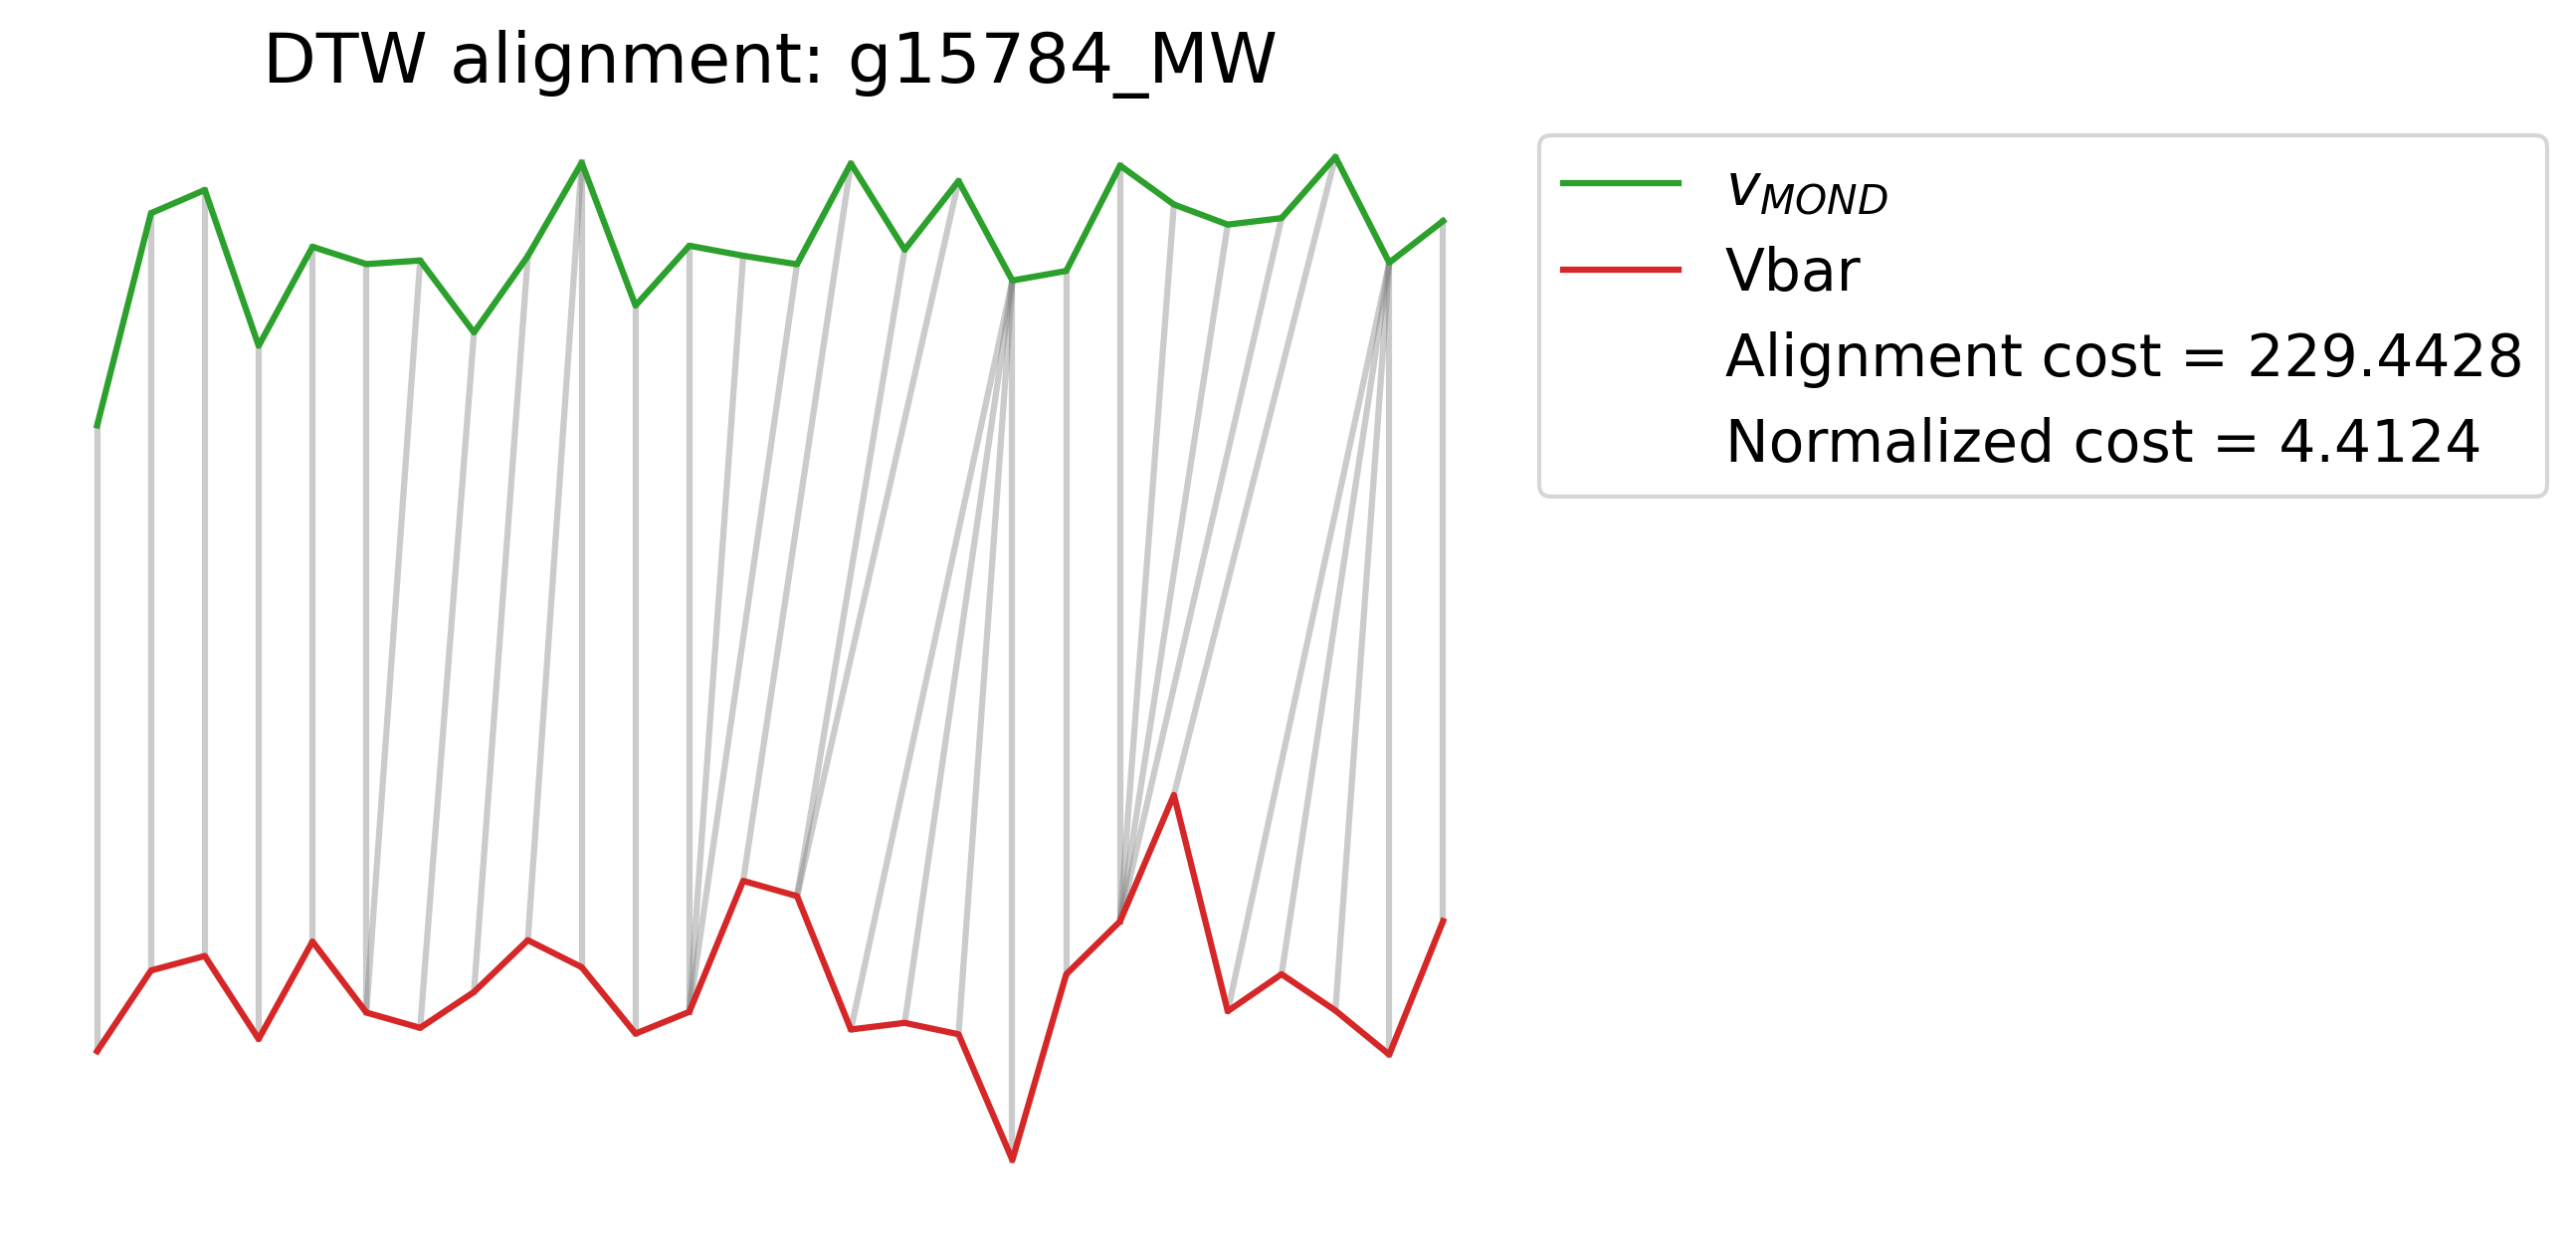 DTW alignment: g15784_MW
v_MOND
Vbar
Alignment cost = 229.4428
Normalized cost = 4.4124